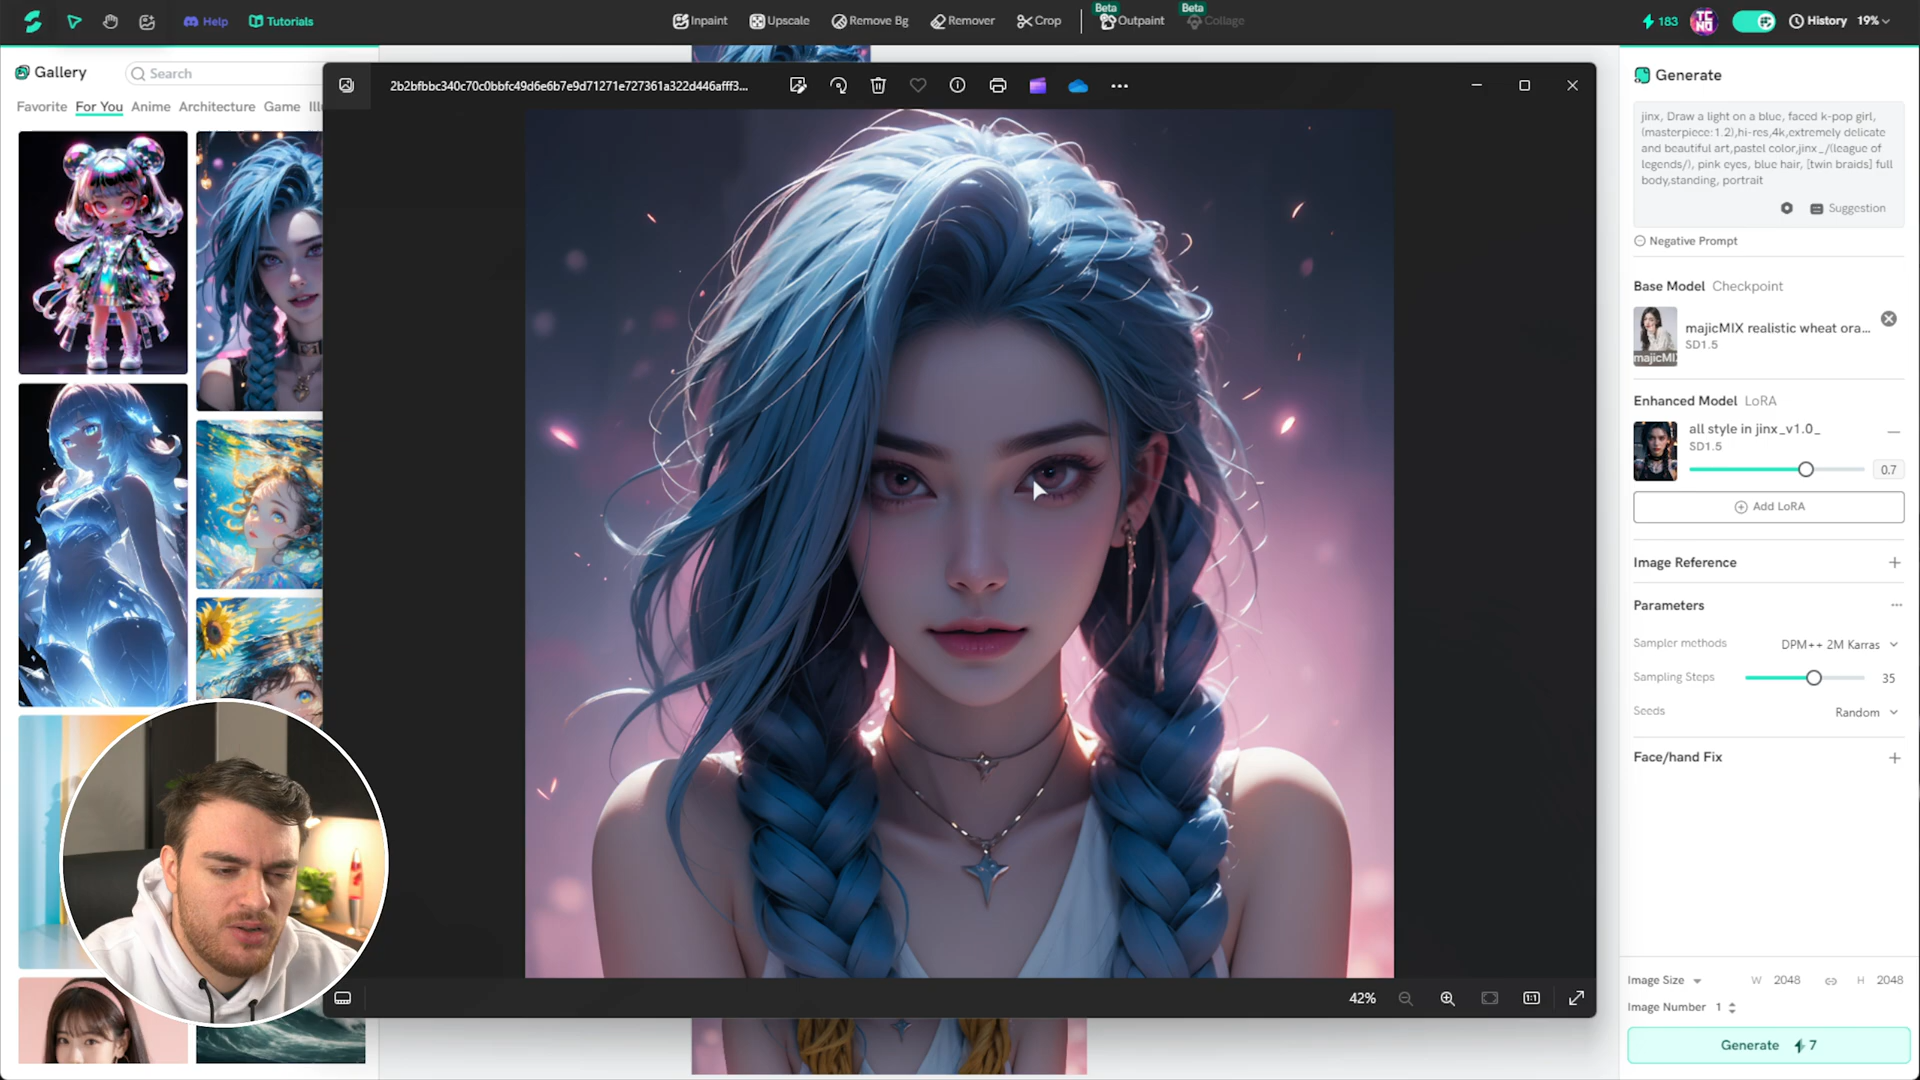 Help
Tutorials
Inpaint
Upscale
Remove Bg
Remover
Crop
Beta
Outpaint
Beta
Collage
183
History
19%
Gallery
Search
Favorite
For You
Anime
Architecture
Game
2b2bfbbc340c70c0bbfc49d6e6b7e9d71271e727361a322d446afff3...
Generate
jinx, Draw a light on a blue, faced k-pop girl,
(masterpiece:1.2),hi-res,4k,extremely delicate
and beautiful art,pastel color,jinx_/(league of
legends/), pink eyes, blue hair, [twin braids] full
body,standing, portrait
Suggestion
Negative Prompt
Base Model Checkpoint
majicMIX realistic wheat ora...
SD1.5
Enhanced Model LoRA
all style in jinx_v1.0_
SD1.5
0.7
Add LoRA
Image Reference
Parameters
Sampler methods DPM++ 2M Karras
Sampling Steps 35
Seeds Random
Face/hand Fix
42%
1:1
Image Size W 2048 H 2048
Image Number 1
Generate 7